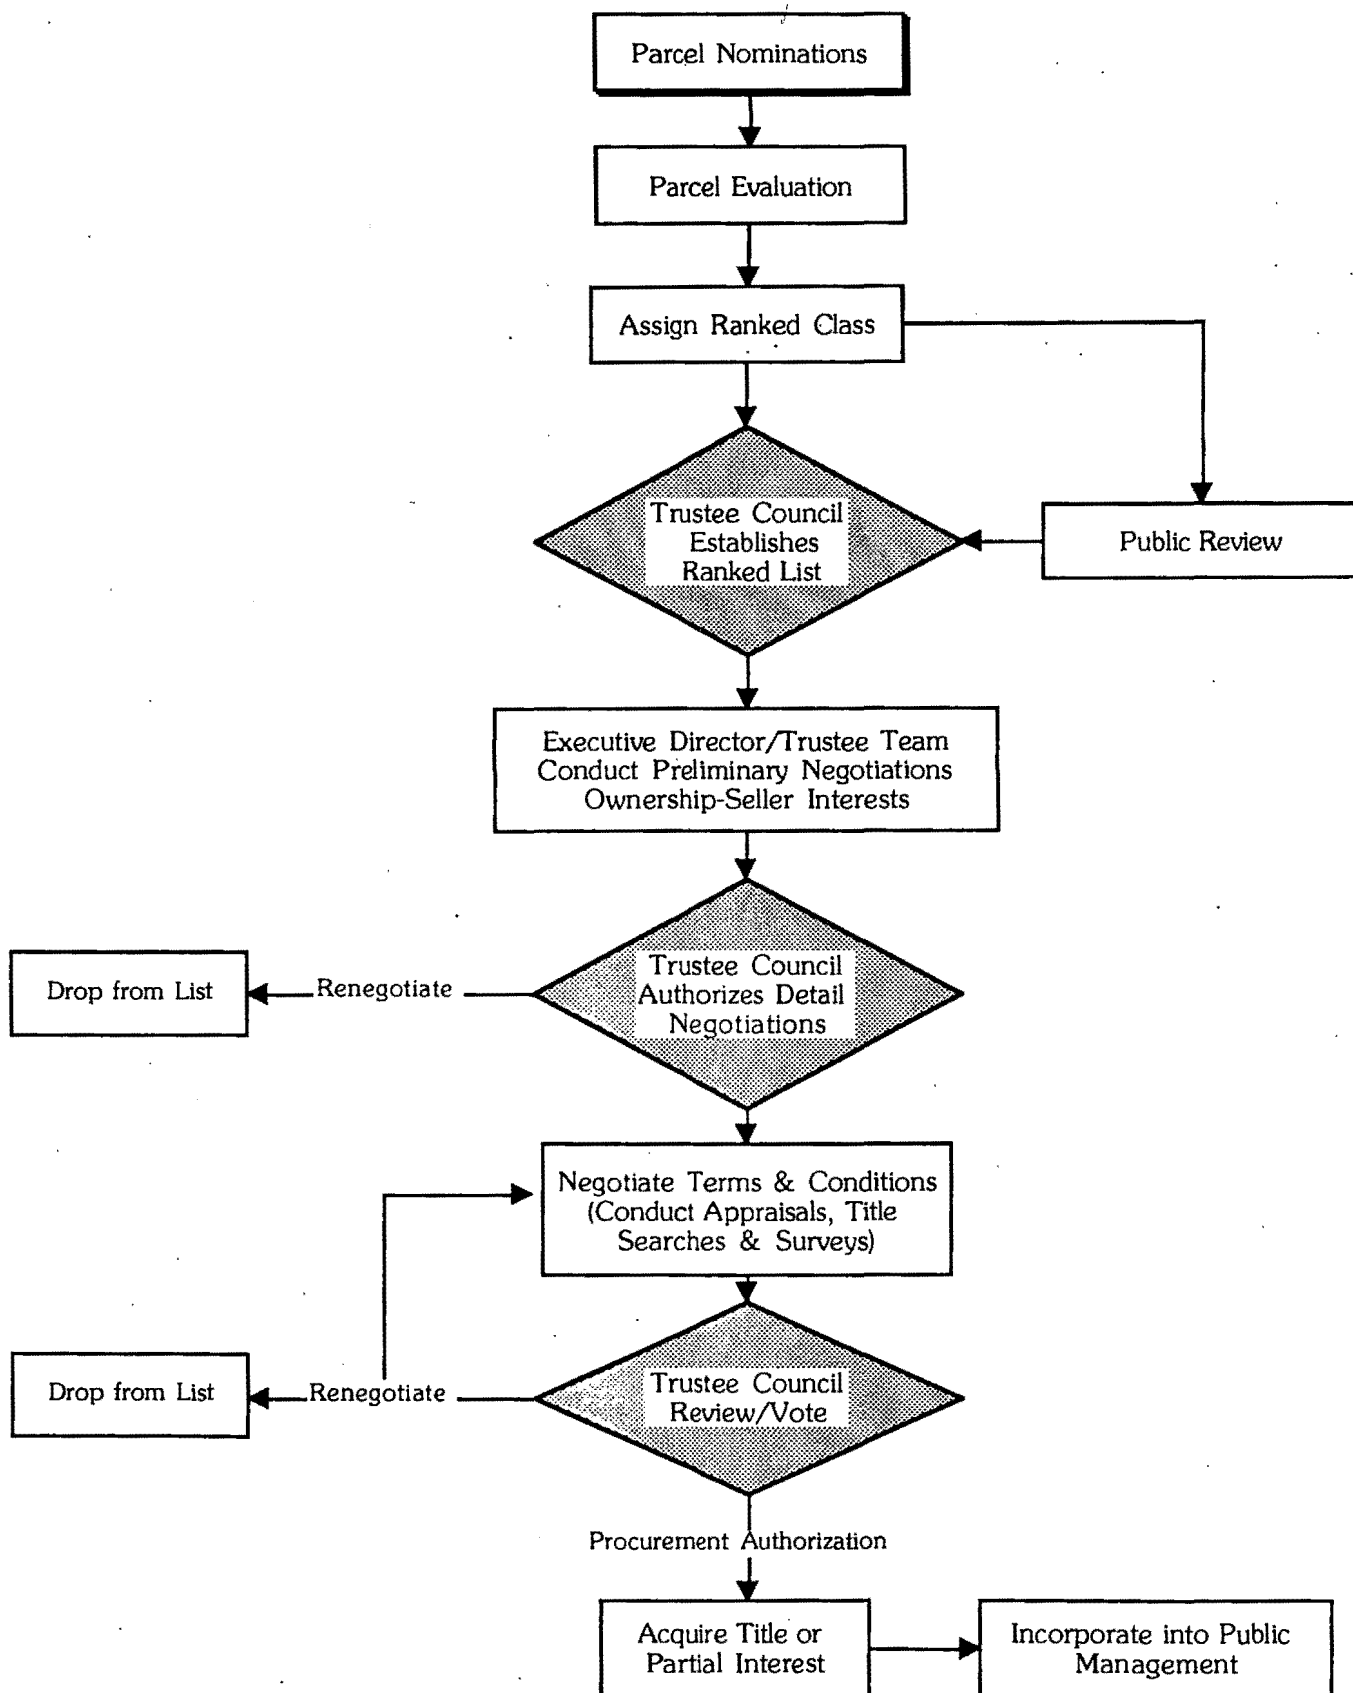 Parcel Nominations
Parcel Evaluation
Assign Ranked Class
Trustee Council
Establishes
Ranked List
Public Review
Executive Director/Trustee Team
Conduct Preliminary Negotiations
Ownership-Seller Interests
Drop from List
Renegotiate
Trustee Council
Authorizes Detail
Negotiations
Negotiate Terms & Conditions
(Conduct Appraisals, Title
Searches & Surveys)
Drop from List
Renegotiate
Trustee Council
Review/Vote
Procurement Authorization
Acquire Title or
Partial Interest
Incorporate into Public
Management